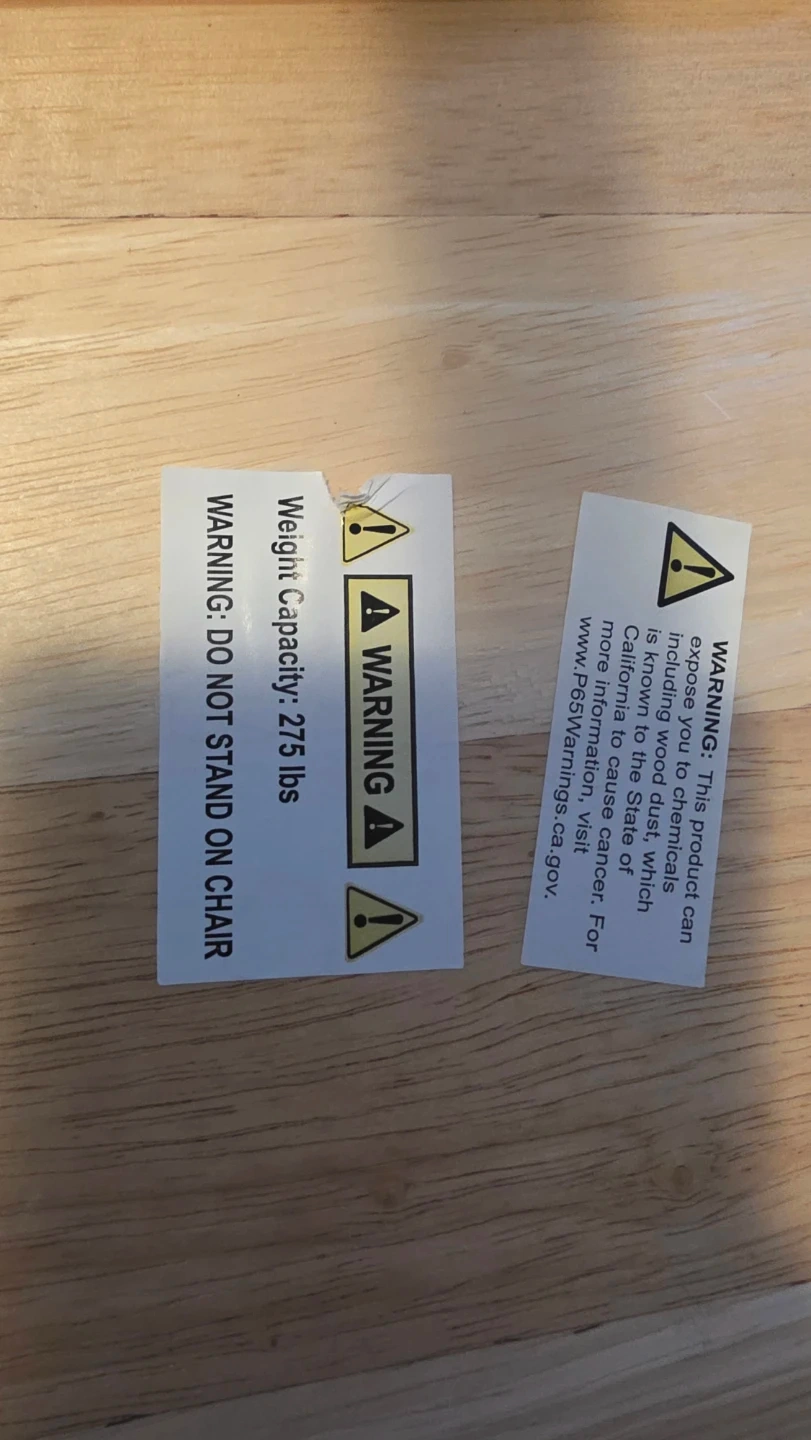 WARNING: This product can
expose you to chemicals
including wood dust, which
is known to the State of
California to cause cancer. For
more information, visit
www.P65Warnings.ca.gov.
WARNING
Weight Capacity: 275 lbs
WARNING: DO NOT STAND ON CHAIR